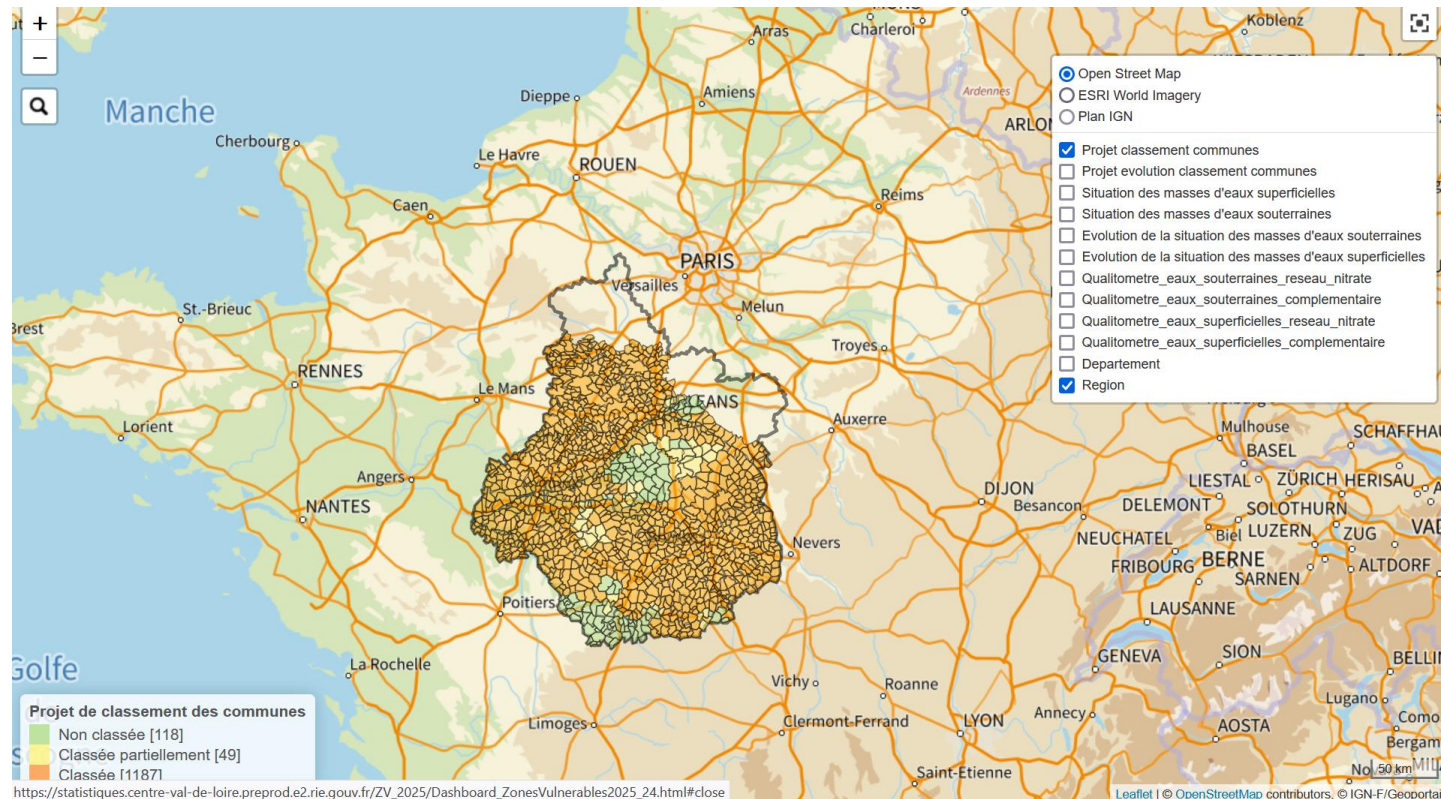 +
−
Manche
Cherbourg
Dieppe
Arras
Charleroi
Koblenz
Amiens
Ardennes
Le Havre
ROUEN
Caen
Reims
PARIS
Versailles
St.-Brieuc
Melun
Troyes
RENNES
Le Mans
Lorient
Auxerre
Angers
NANTES
DIJON
Besancon
Nevers
Poitiers
La Rochelle
Vichy
Roanne
Limoges
Clermont-Ferrand
LYON
Annecy
Saint-Etienne
Mulhouse
BASEL
LIESTAL
ZÜRICH
HERISAU
DELEMONT
SOLOTHURN
NEUCHATEL
Biel
LUZERN
ZUG
FRIBOURG
BERNE
SARNEN
ALTDORF
LAUSANNE
GENEVA
SION
Lugano
Como
AOSTA
Open Street Map
ESRI World Imagery
Plan IGN
Projet classement communes
Projet evolution classement communes
Situation des masses d'eaux superficielles
Situation des masses d'eaux souterraines
Evolution de la situation des masses d'eaux souterraines
Evolution de la situation des masses d'eaux superficielles
Qualitometre_eaux_souterraines_reseau_nitrate
Qualitometre_eaux_souterraines_complementaire
Qualitometre_eaux_superficielles_reseau_nitrate
Qualitometre_eaux_superficielles_complementaire
Departement
Region
Projet de classement des communes
Non classée [118]
Classée partiellement [49]
Classée [1187]
50 km
https://statistiques.centre-val-de-loire.preprod.e2.rie.gouv.fr/ZV_2025/Dashboard_ZonesVulnerables2025_24.html#close
Leaflet | © OpenStreetMap contributors, © IGN-F/Geoportai